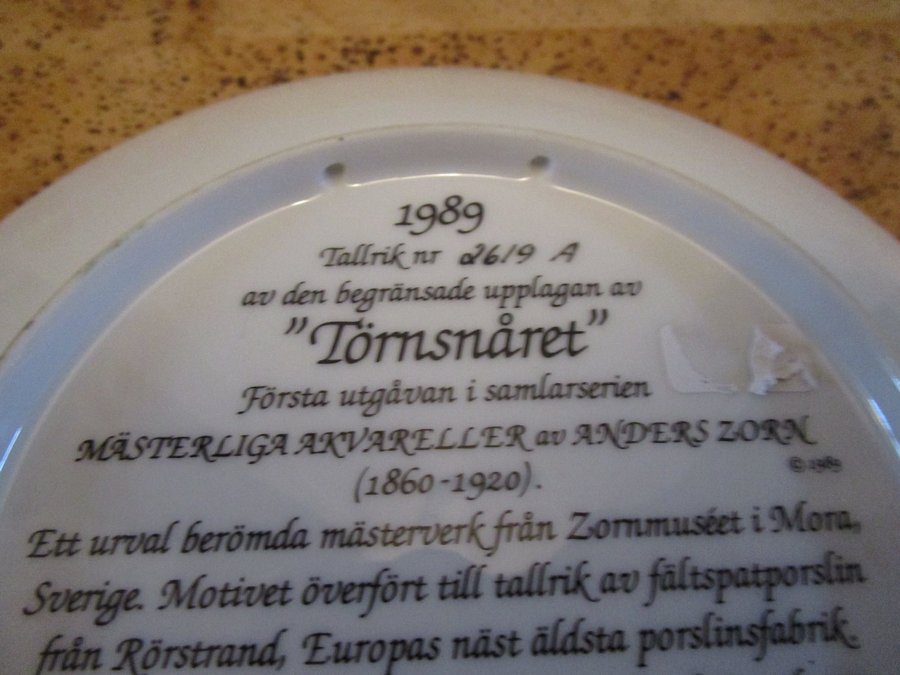 1989
Tallrik nr 2619 A
av den begränsade upplagan av
"Törnsnåret"
Första utgåvan i samlarserien
MÄSTERLIGA AKVARELLER av ANDERS ZORN
(1860-1920).
© 1989
Ett urval berömda mästerverk från Zornmuséet i Mora,
Sverige. Motivet överfört till tallrik av fältspatporslin
från Rörstrand, Europas näst äldsta porslinsfabrik.